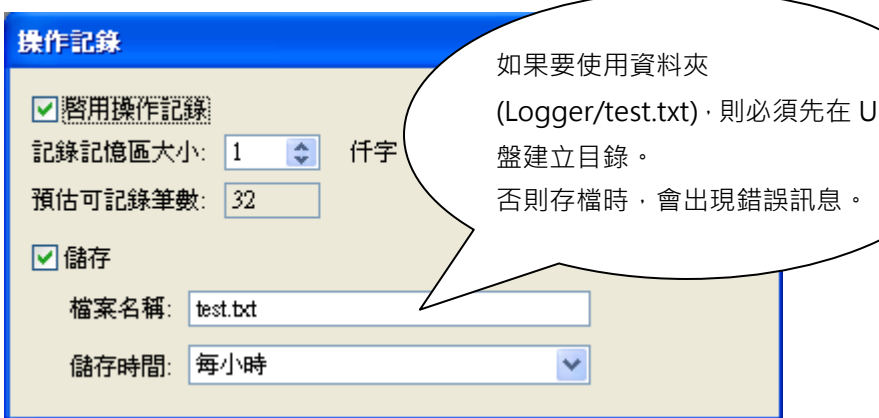 操作記錄
啓用操作記錄
記錄記憶區大小: 1 仟字
預估可記錄筆數: 32
儲存
檔案名稱: test.txt
儲存時間: 每小時
如果要使用資料夾
(Logger/test.txt)，則必須先在 U
盤建立目錄。
否則存檔時，會出現錯誤訊息。